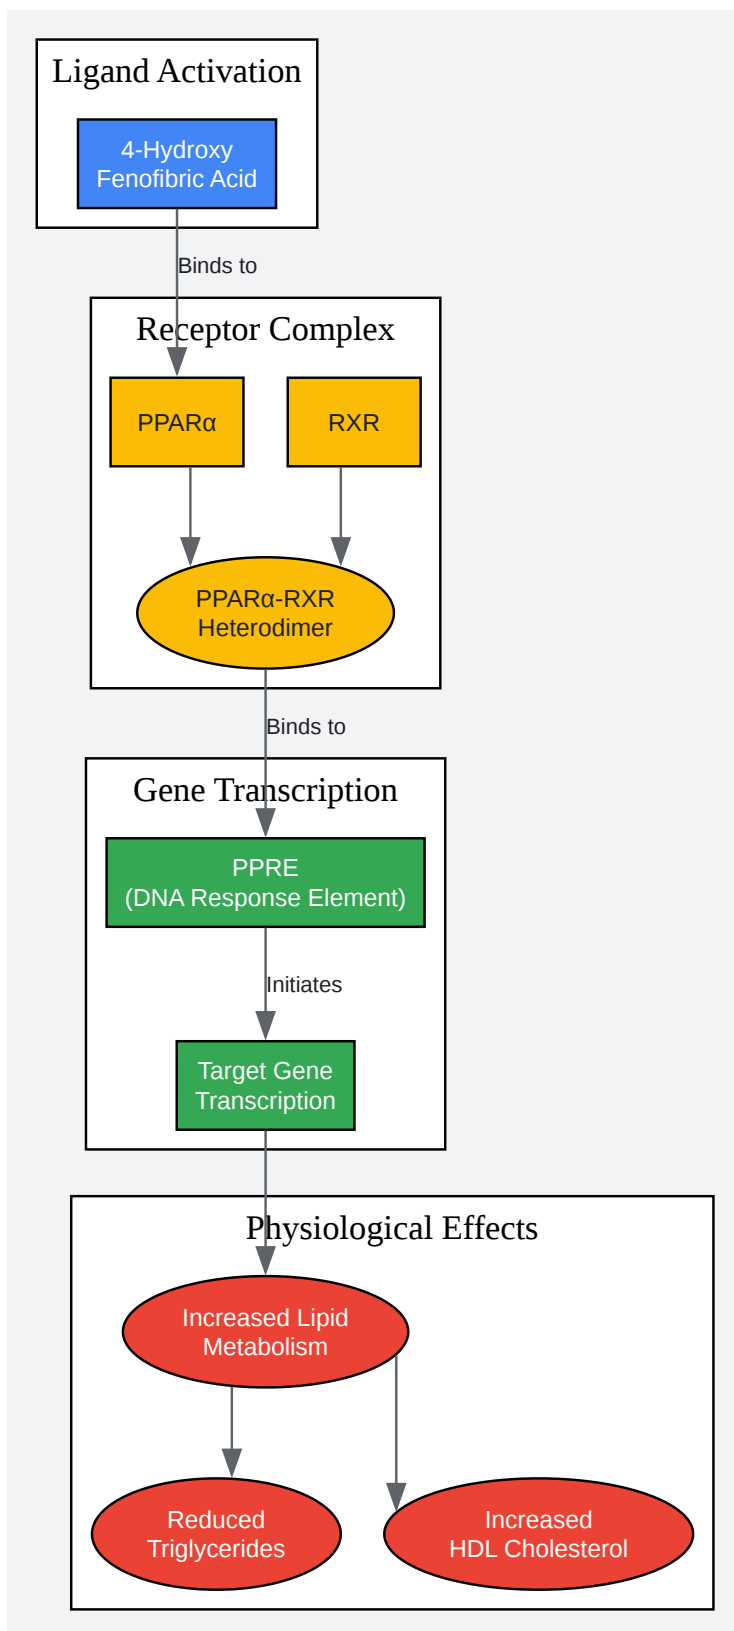 Ligand Activation
4-Hydroxy
Fenofibric Acid
Binds to
Receptor Complex
PPARα
RXR
PPARα-RXR
Heterodimer
Binds to
Gene Transcription
PPRE
(DNA Response Element)
Initiates
Target Gene
Transcription
Physiological Effects
Increased Lipid
Metabolism
Reduced
Triglycerides
Increased
HDL Cholesterol